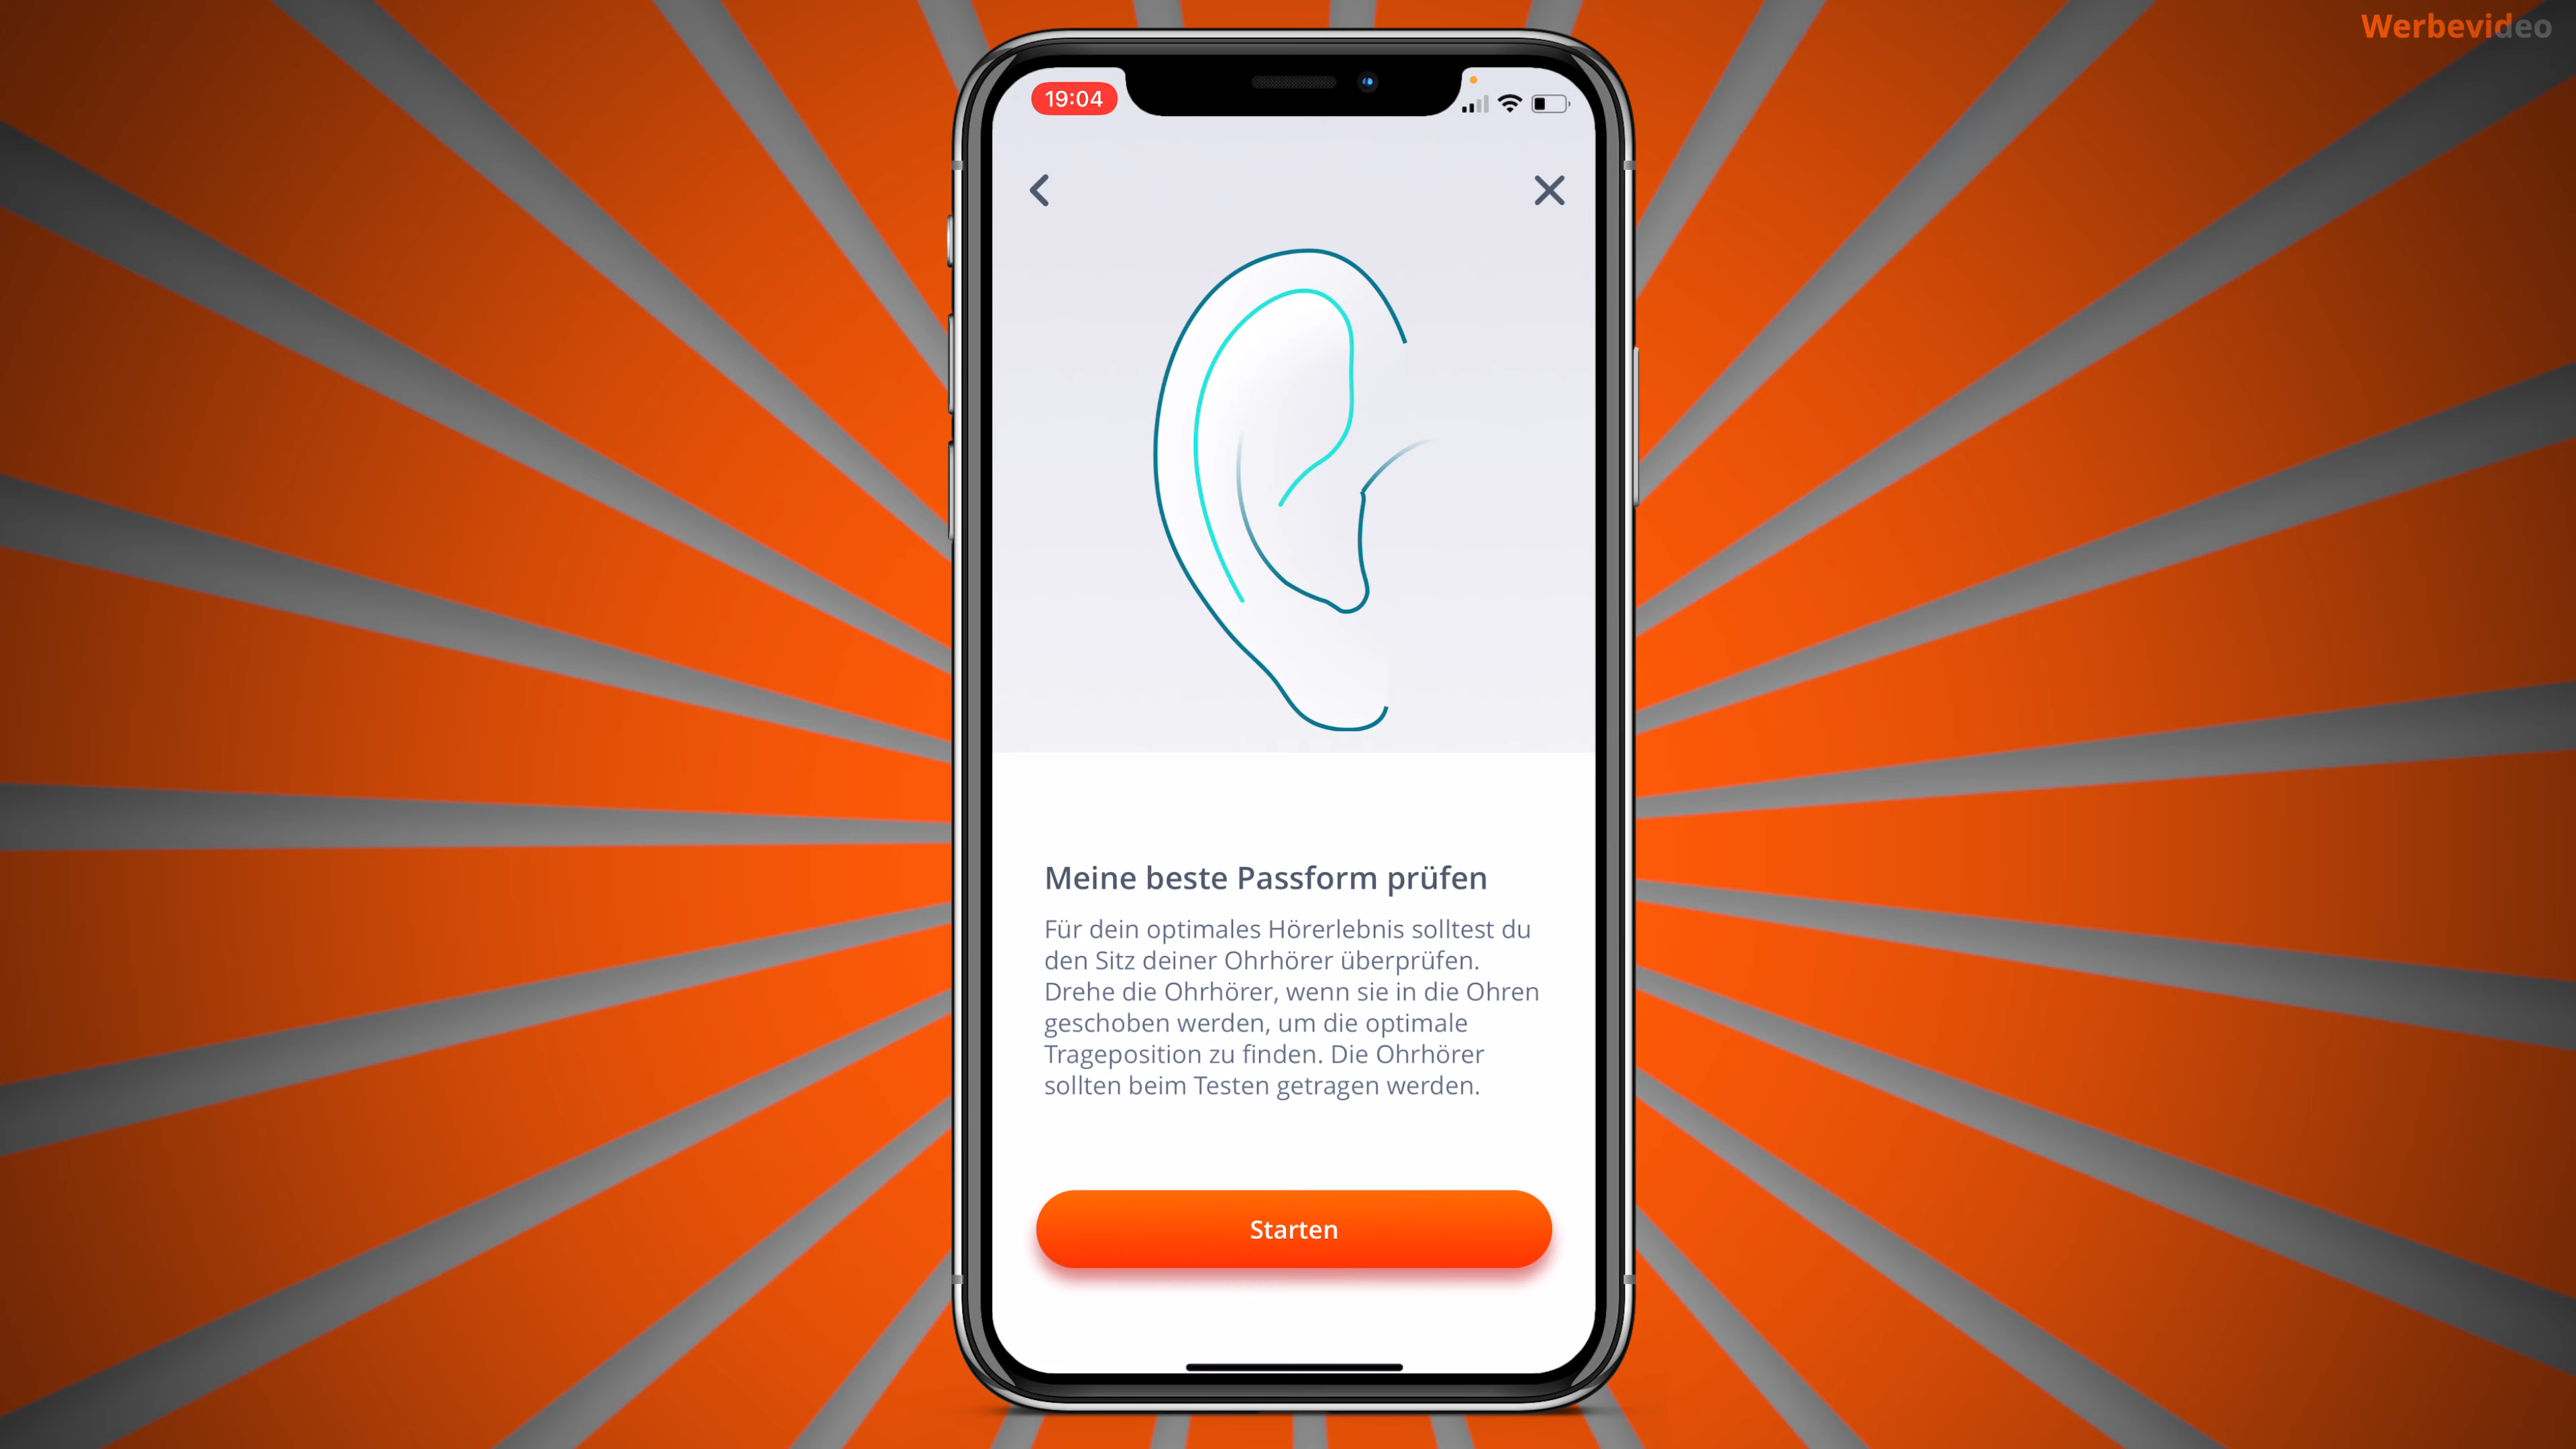 Werbevideo
19:04
Meine beste Passform prüfen
Für dein optimales Hörerlebnis solltest du
den Sitz deiner Ohrhörer überprüfen.
Drehe die Ohrhörer, wenn sie in die Ohren
geschoben werden, um die optimale
Trageposition zu finden. Die Ohrhörer
sollten beim Testen getragen werden.
Starten